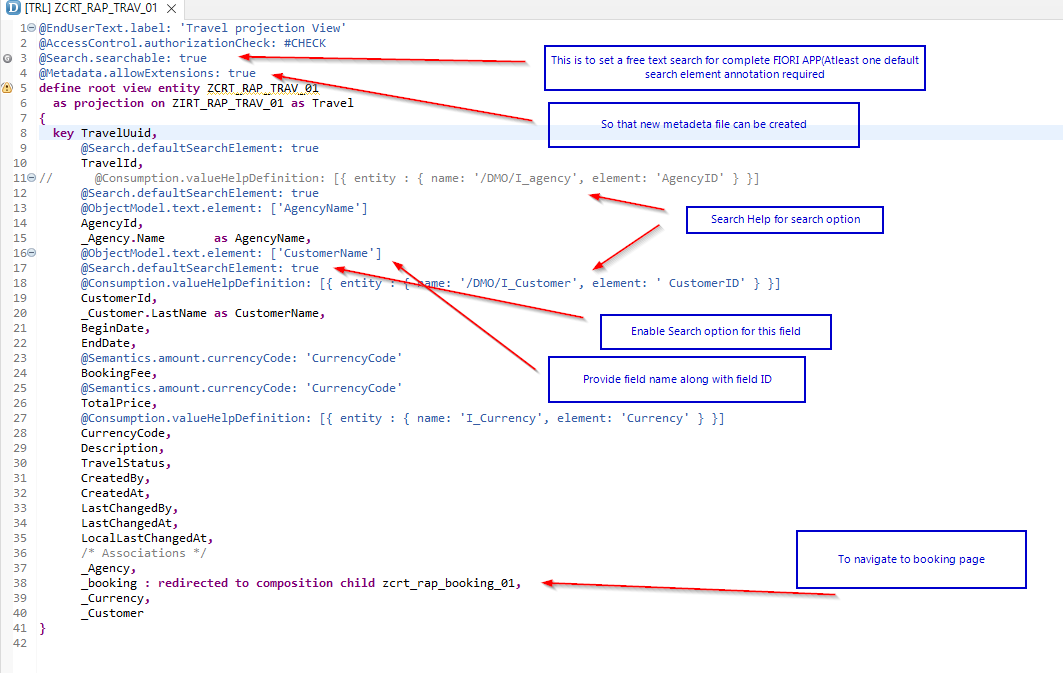 [TRL] ZCRT_RAP_TRAV_01
1 @EndUserText.label: 'Travel projection View'
2 @AccessControl.authorizationCheck: #CHECK
3 @Search.searchable: true
4 @Metadata.allowExtensions: true
5 define root view entity ZCRT_RAP_TRAV_01
6 as projection on ZIRT_RAP_TRAV_01 as Travel
7 {
8 key TravelUuid,
9 @Search.defaultSearchElement: true
10 TravelId,
11 // @Consumption.valueHelpDefinition: [{ entity : { name: '/DMO/I_agency', element: 'AgencyID' } }]
12 @Search.defaultSearchElement: true
13 @ObjectModel.text.element: ['AgencyName']
14 AgencyId,
15 _Agency.Name as AgencyName,
16 @ObjectModel.text.element: ['CustomerName']
17 @Search.defaultSearchElement: true
18 @Consumption.valueHelpDefinition: [{ entity : { name: '/DMO/I_Customer', element: ' CustomerID' } }]
19 CustomerId,
20 _Customer.LastName as CustomerName,
21 BeginDate,
22 EndDate,
23 @Semantics.amount.currencyCode: 'CurrencyCode'
24 BookingFee,
25 @Semantics.amount.currencyCode: 'CurrencyCode'
26 TotalPrice,
27 @Consumption.valueHelpDefinition: [{ entity : { name: 'I_Currency', element: 'Currency' } }]
28 CurrencyCode,
29 Description,
30 TravelStatus,
31 CreatedBy,
32 CreatedAt,
33 LastChangedBy,
34 LastChangedAt,
35 LocalLastChangedAt,
36 /* Associations */
37 _Agency,
38 _booking : redirected to composition child zcrt_rap_booking_01,
39 _Currency,
40 _Customer
41 }
42
This is to set a free text search for complete FIORI APP(Atleast one default
search element annotation required
So that new metadeta file can be created
Search Help for search option
Enable Search option for this field
Provide field name along with field ID
To navigate to booking page